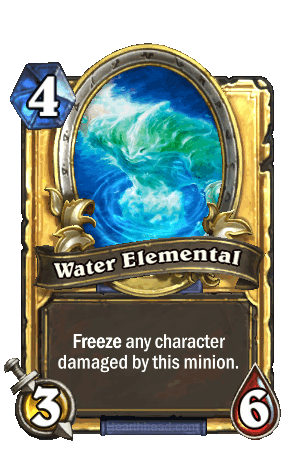 4
Water Elemental
Freeze any character
damaged by this minion.
3
6
Hearthhead.com